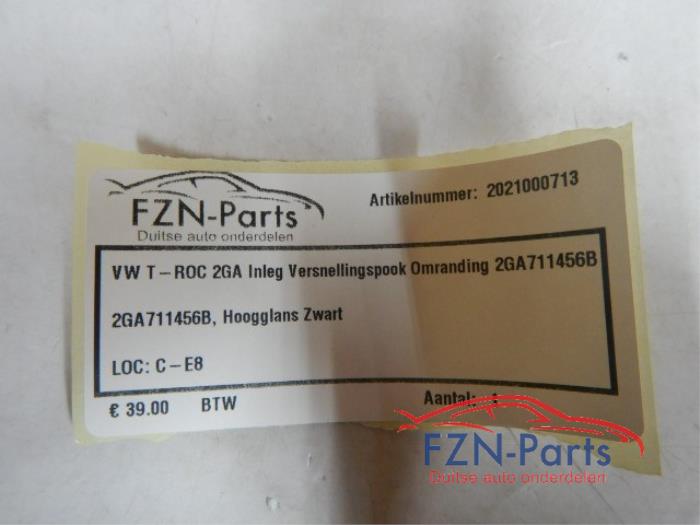 FZN-Parts
Duitse auto onderdelen
Artikelnummer: 2021000713
VW T-ROC 2GA Inleg Versnellingspook Omranding 2GA711456B
2GA711456B, Hoogglans Zwart
LOC: C-E8
€ 39.00 BTW
Aantal:
FZN-Parts
Duitse auto onderdelen